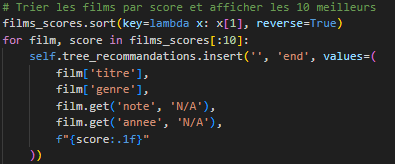 # Trier les films par score et afficher les 10 meilleurs
films_scores.sort(key=lambda x: x[1], reverse=True)
for film, score in films_scores[:10]:
    self.tree_recommandations.insert('', 'end', values=(
        film['titre'],
        film['genre'],
        film.get('note', 'N/A'),
        film.get('annee', 'N/A'),
        f"{score:.1f}"
    ))